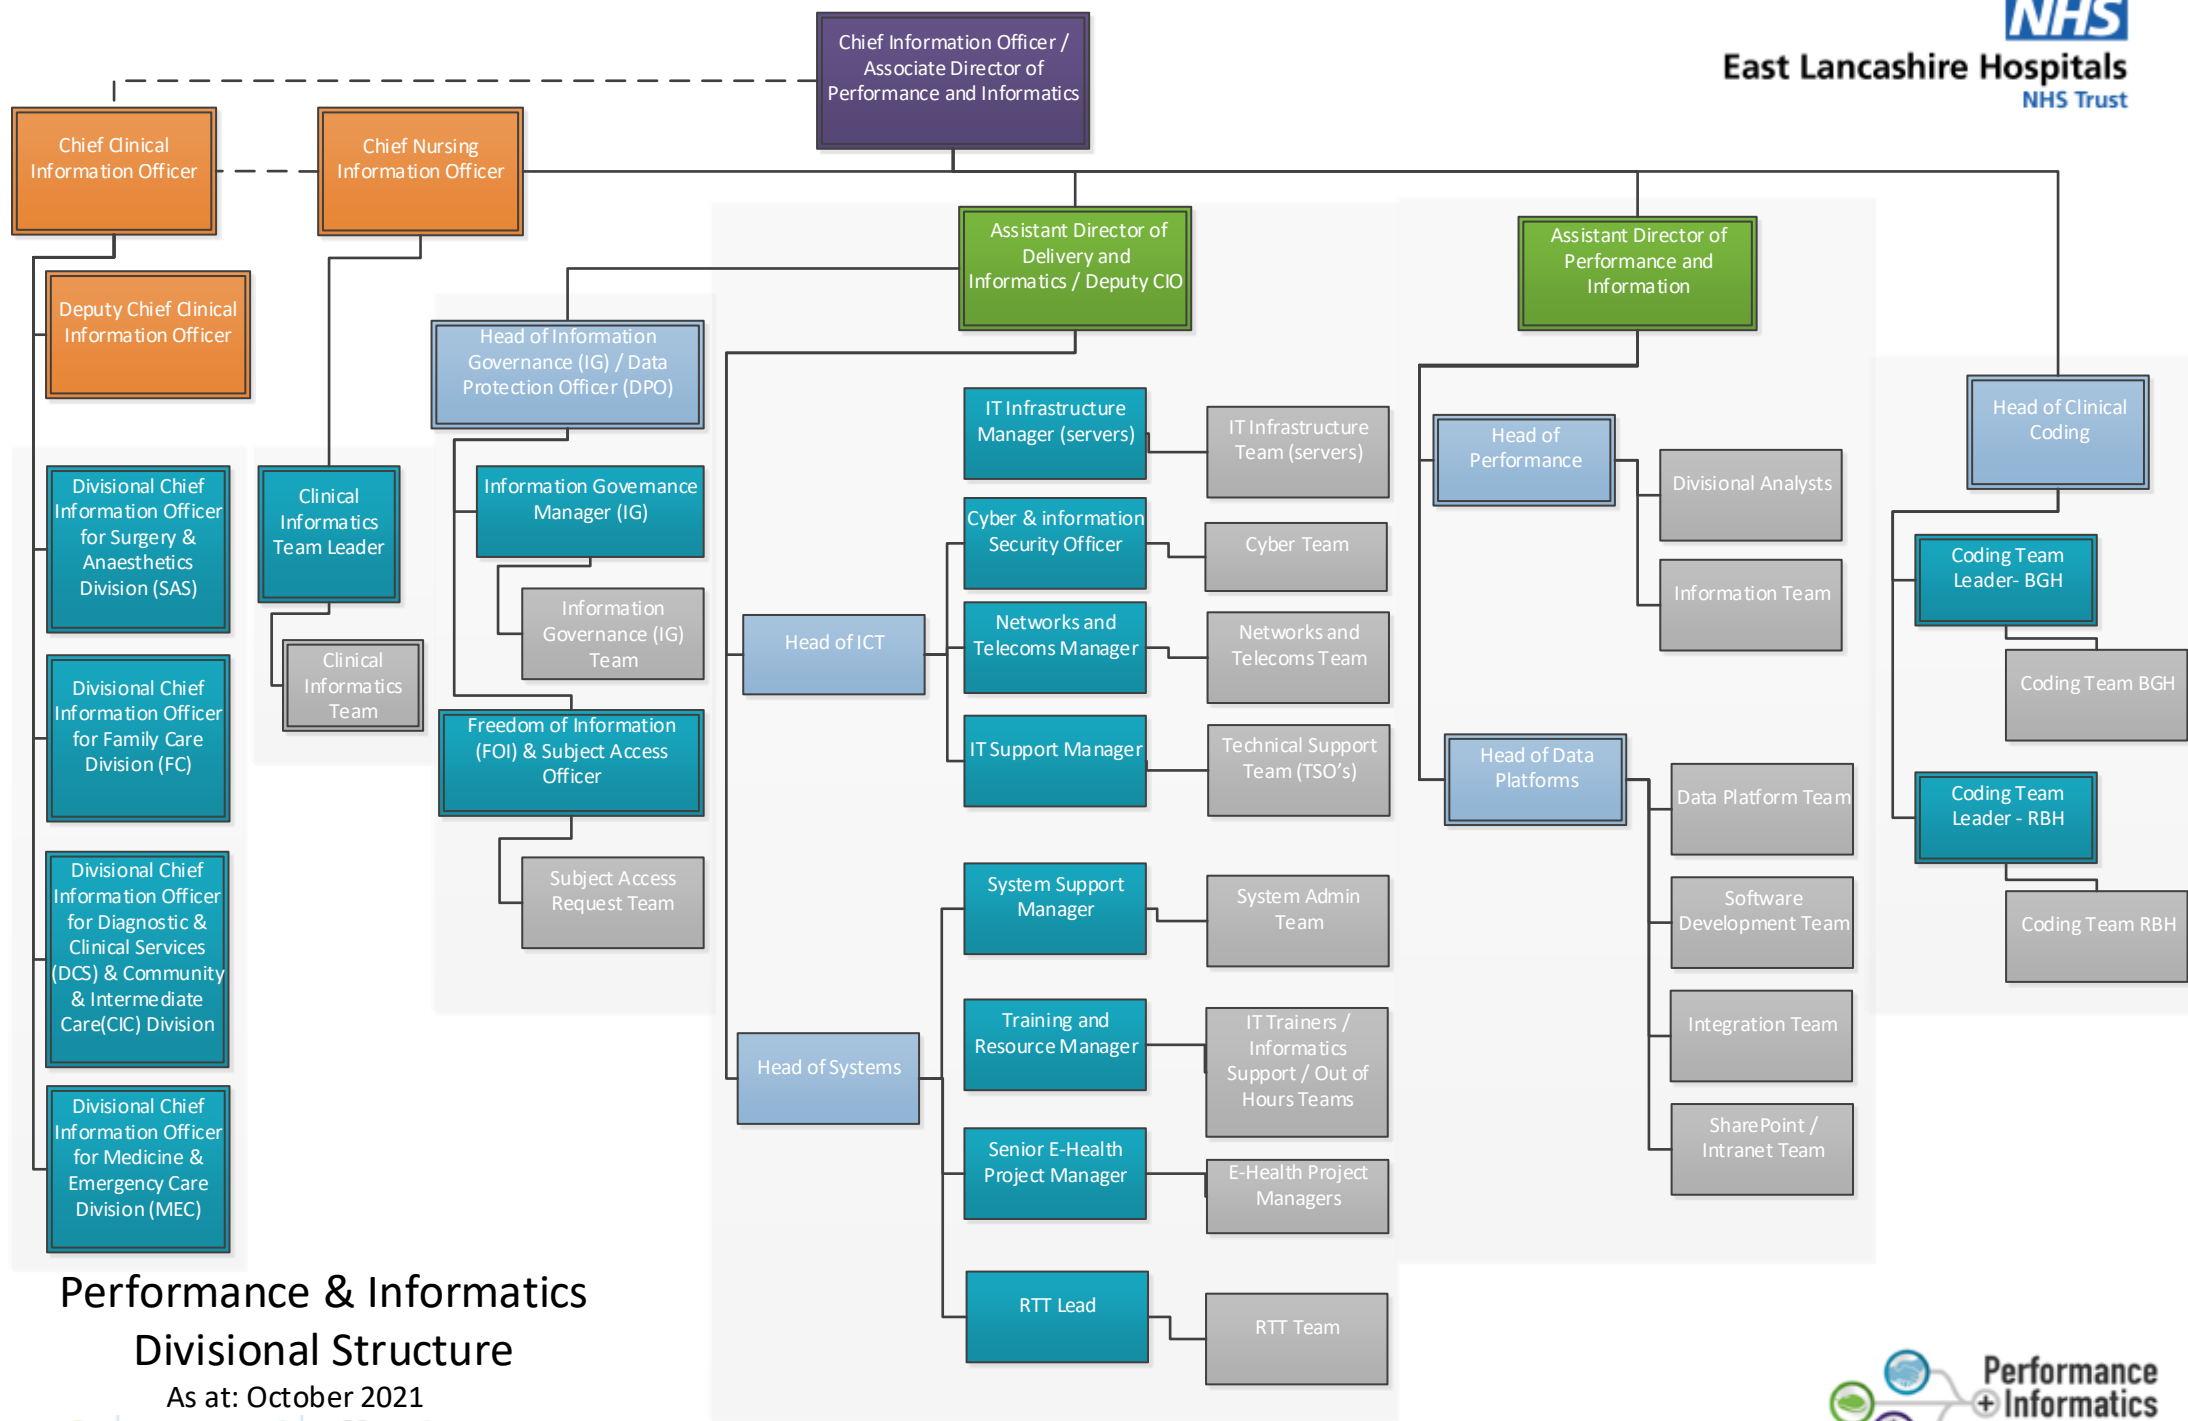 NHS
East Lancashire Hospitals
NHS Trust
Chief Information Officer /
Associate Director of
Performance and Informatics
Chief Clinical
Information Officer
Chief Nursing
Information Officer
Deputy Chief Clinical
Information Officer
Divisional Chief
Information Officer
for Surgery &
Anaesthetics
Division (SAS)
Divisional Chief
Information Officer
for Family Care
Division (FC)
Divisional Chief
Information Officer
for Diagnostic &
Clinical Services
(DCS) & Community
& Intermediate
Care(CIC) Division
Divisional Chief
Information Officer
for Medicine &
Emergency Care
Division (MEC)
Clinical
Informatics
Team Leader
Clinical
Informatics
Team
Assistant Director of
Delivery and
Informatics / Deputy CIO
Head of Information
Governance (IG) / Data
Protection Officer (DPO)
Information Governance
Manager (IG)
Information
Governance (IG)
Team
Freedom of Information
(FOI) & Subject Access
Officer
Subject Access
Request Team
Head of ICT
IT Infrastructure
Manager (servers)
IT Infrastructure
Team (servers)
Cyber & information
Security Officer
Cyber Team
Networks and
Telecoms Manager
Networks and
Telecoms Team
IT Support Manager
Technical Support
Team (TSO's)
Head of Systems
System Support
Manager
System Admin
Team
Training and
Resource Manager
IT Trainers /
Informatics
Support / Out of
Hours Teams
Senior E-Health
Project Manager
E-Health Project
Managers
RTT Lead
RTT Team
Assistant Director of
Performance and
Information
Head of
Performance
Divisional Analysts
Information Team
Head of Data
Platforms
Data Platform Team
Software
Development Team
Integration Team
SharePoint /
Intranet Team
Head of Clinical
Coding
Coding Team
Leader- BGH
Coding Team BGH
Coding Team
Leader - RBH
Coding Team RBH
Performance & Informatics
Divisional Structure
As at: October 2021
Performance
+Informatics